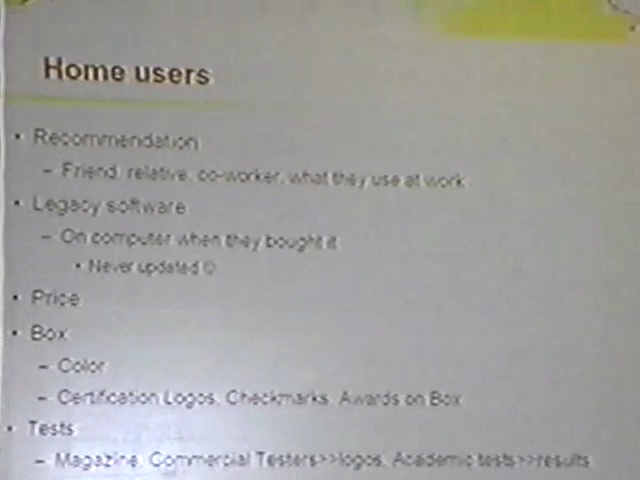 Home users
• Recommendation
– Friend, relative, co-worker, what they use at work
• Legacy software
– On computer when they bought it
• Never updated ☺
• Price
• Box
– Color
– Certification Logos, Checkmarks, Awards on Box
• Tests
– Magazine, Commercial Testers>>logos, Academic tests>>results